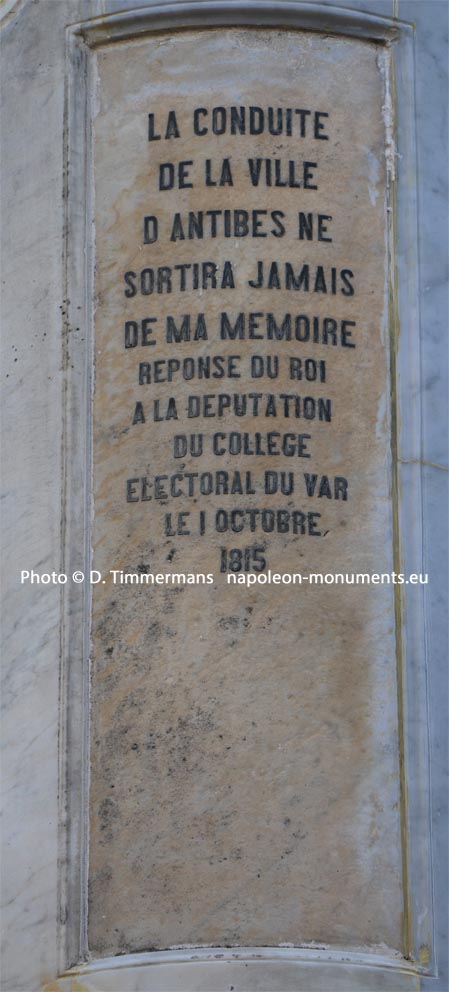 LA CONDUITE
DE LA VILLE
D ANTIBES NE
SORTIRA JAMAIS
DE MA MEMOIRE
REPONSE DU ROI
A LA DEPUTATION
DU COLLEGE
ELECTORAL DU VAR
LE 1 OCTOBRE
1815
Photo © D. Timmermans napoleon-monuments.eu